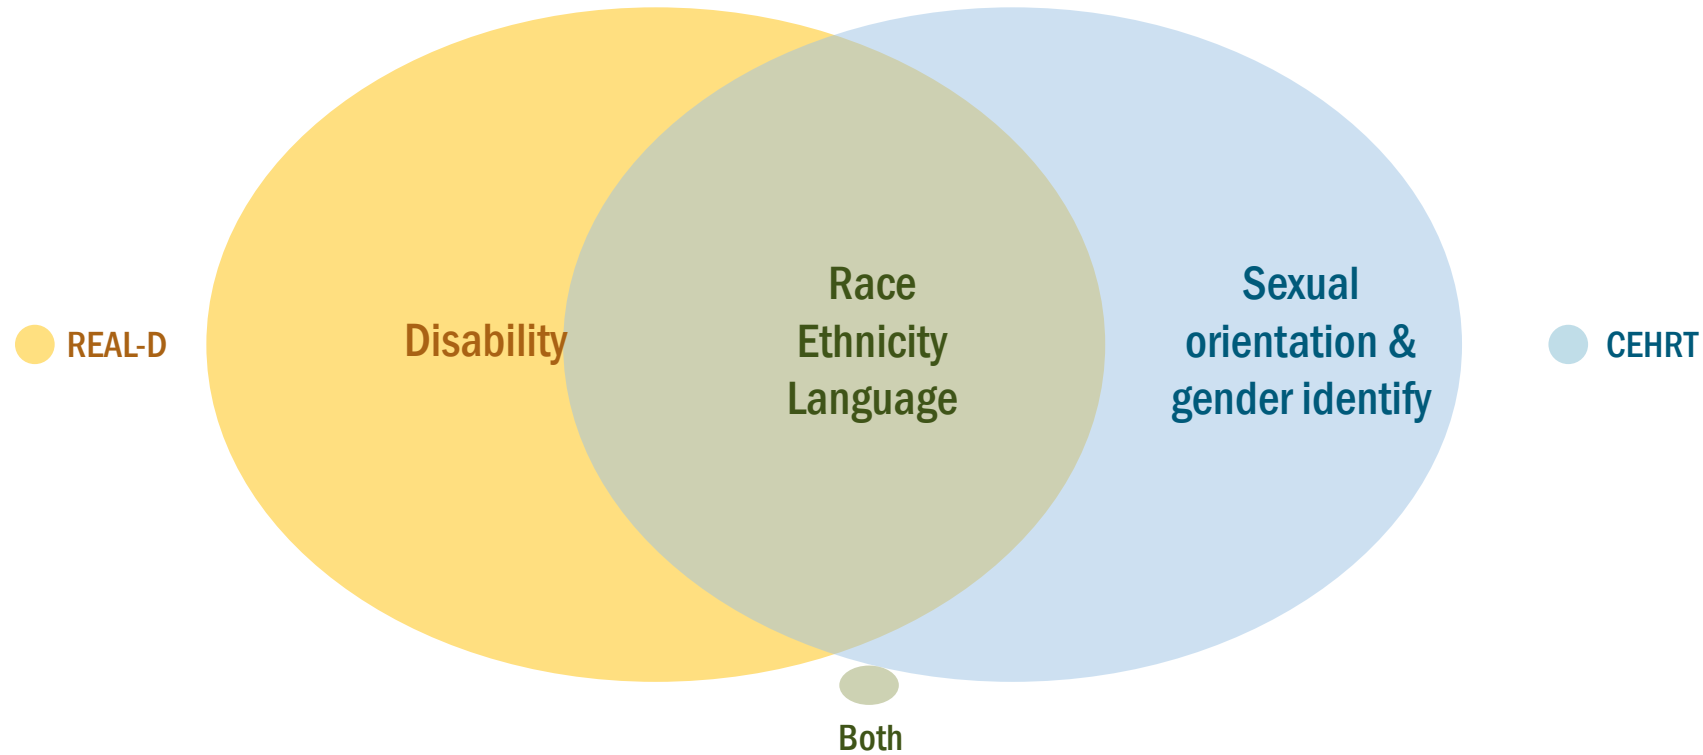 REAL-D
Disability
Race
Ethnicity
Language
Sexual
orientation &
gender identify
CEHRT
Both